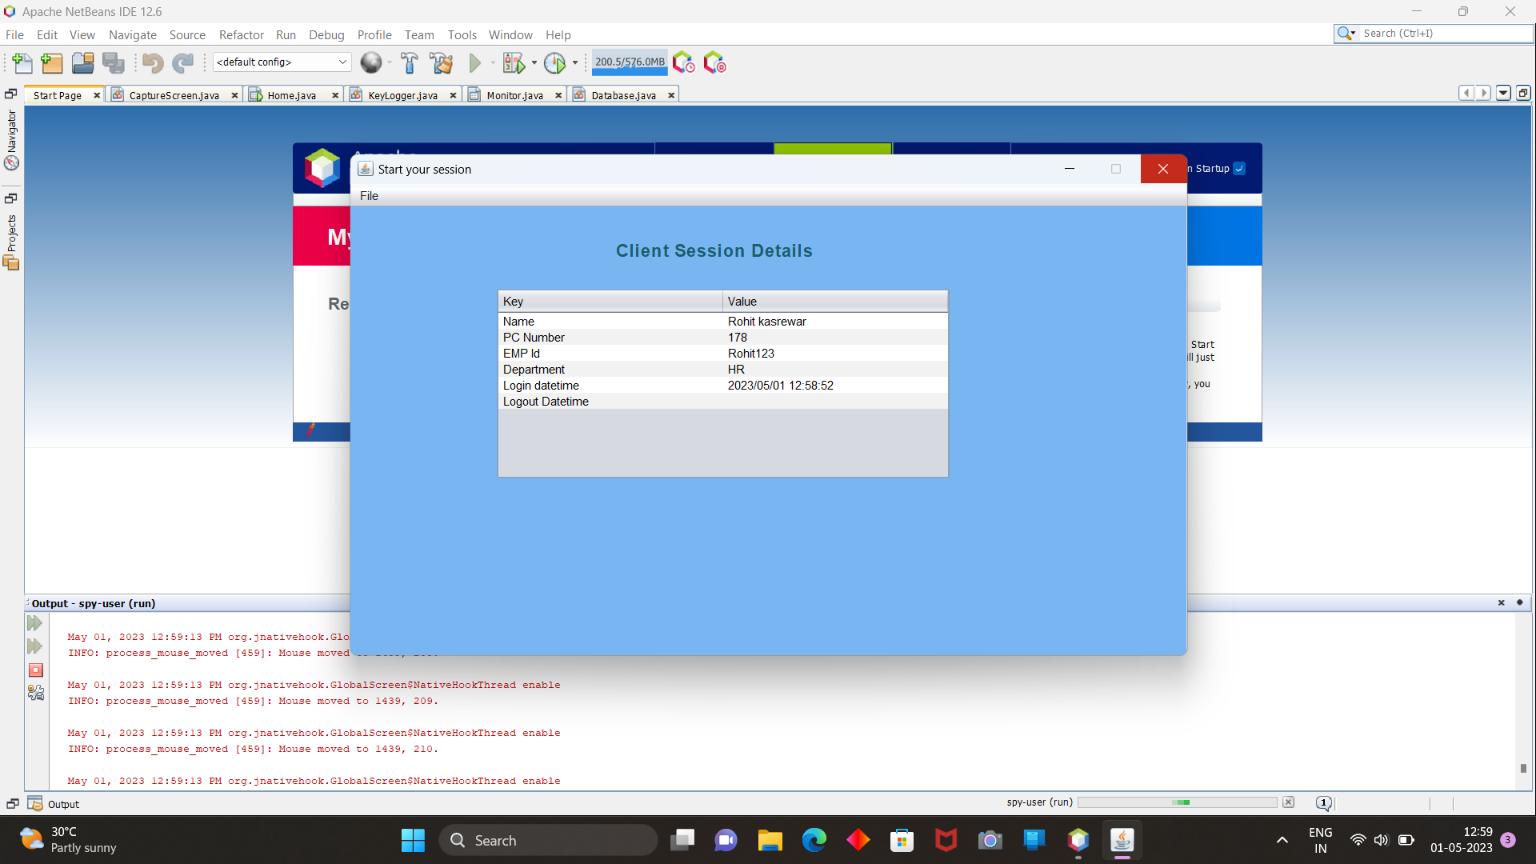 Apache NetBeans IDE 12.6
File Edit View Navigate Source Refactor Run Debug Profile Team Tools Window Help
Search (Ctrl+I)
<default config>
200.5/576.0MB
Start Page CaptureScreen.java Home.java KeyLogger.java Monitor.java Database.java
Navigator
Projects
n Startup
My
Re
Start
ll just
, you
Start your session
File
Client Session Details
Key Value
Name Rohit kasrewar
PC Number 178
EMP Id Rohit123
Department HR
Login datetime 2023/05/01 12:58:52
Logout Datetime
Output - spy-user (run)
May 01, 2023 12:59:13 PM org.jnativehook.Glo
INFO: process_mouse_moved [459]: Mouse moved
May 01, 2023 12:59:13 PM org.jnativehook.GlobalScreen$NativeHookThread enable
INFO: process_mouse_moved [459]: Mouse moved to 1439, 209.
May 01, 2023 12:59:13 PM org.jnativehook.GlobalScreen$NativeHookThread enable
INFO: process_mouse_moved [459]: Mouse moved to 1439, 210.
May 01, 2023 12:59:13 PM org.jnativehook.GlobalScreen$NativeHookThread enable
Output
spy-user (run)
1
30°C
Partly sunny
Search
ENG
IN
12:59
01-05-2023
3